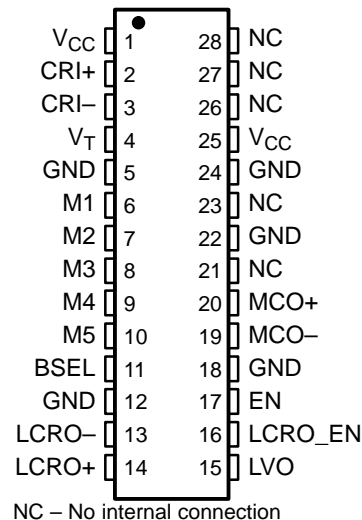 VCC 1 28 NC
CRI+ 2 27 NC
CRI– 3 26 NC
VT 4 25 VCC
GND 5 24 GND
M1 6 23 NC
M2 7 22 GND
M3 8 21 NC
M4 9 20 MCO+
M5 10 19 MCO–
BSEL 11 18 GND
GND 12 17 EN
LCRO– 13 16 LCRO_EN
LCRO+ 14 15 LVO
NC – No internal connection